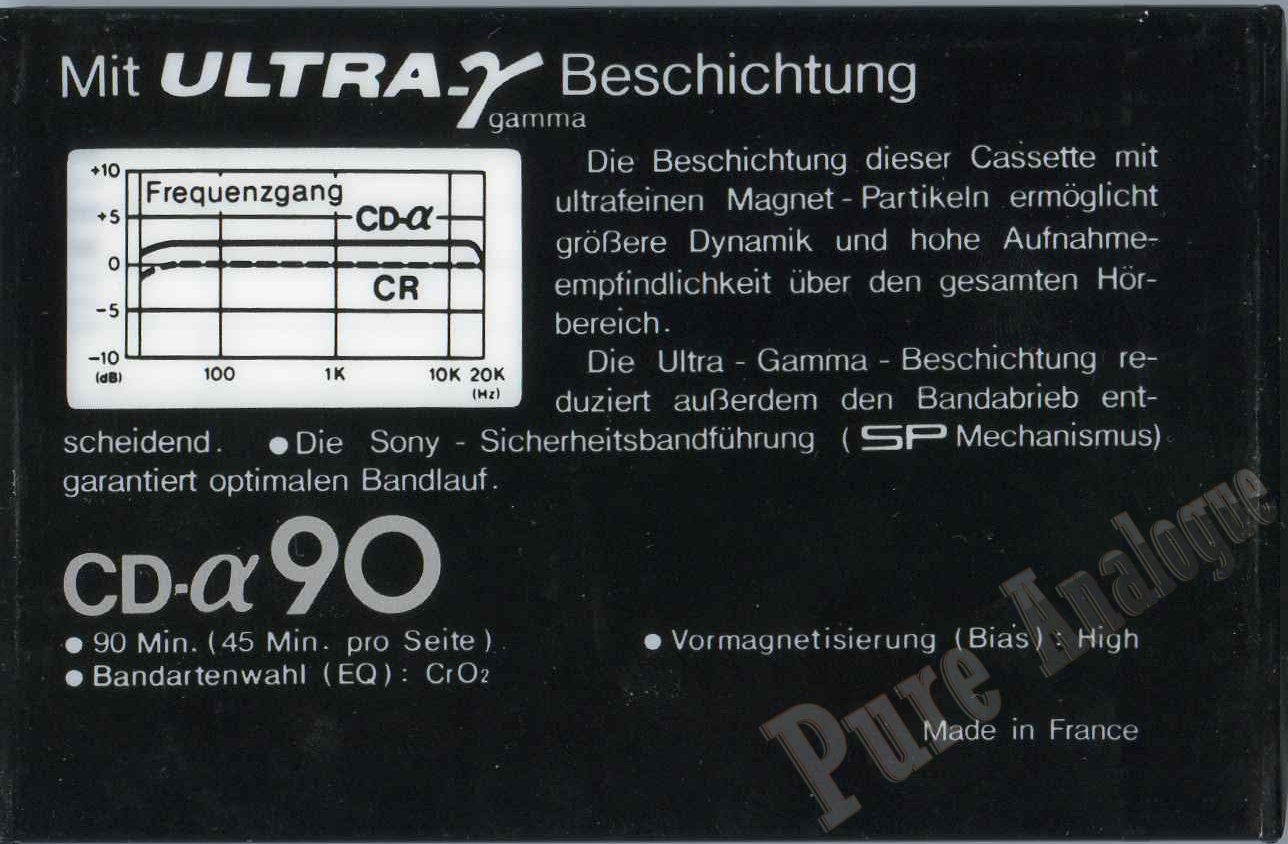 Mit ULTRA-γ Beschichtung
gamma
Die Beschichtung dieser Cassette mit
ultrafeinen Magnet - Partikeln ermöglicht
größere Dynamik und hohe Aufnahme-
empfindlichkeit über den gesamten Hör-
bereich.
Die Ultra - Gamma - Beschichtung re-
duziert außerdem den Bandabrieb ent-
scheidend. ● Die Sony - Sicherheitsbandführung ( SP Mechanismus)
garantiert optimalen Bandlauf.
Frequenzgang
CD-α
CR
+10
+5
0
-5
-10
(dB)
100 1K 10K 20K
(Hz)
CD-α 90
● 90 Min. ( 45 Min. pro Seite )
● Bandartenwahl ( EQ ) : CrO2
● Vormagnetisierung (Bias) : High
Made in France
Pure Analogue